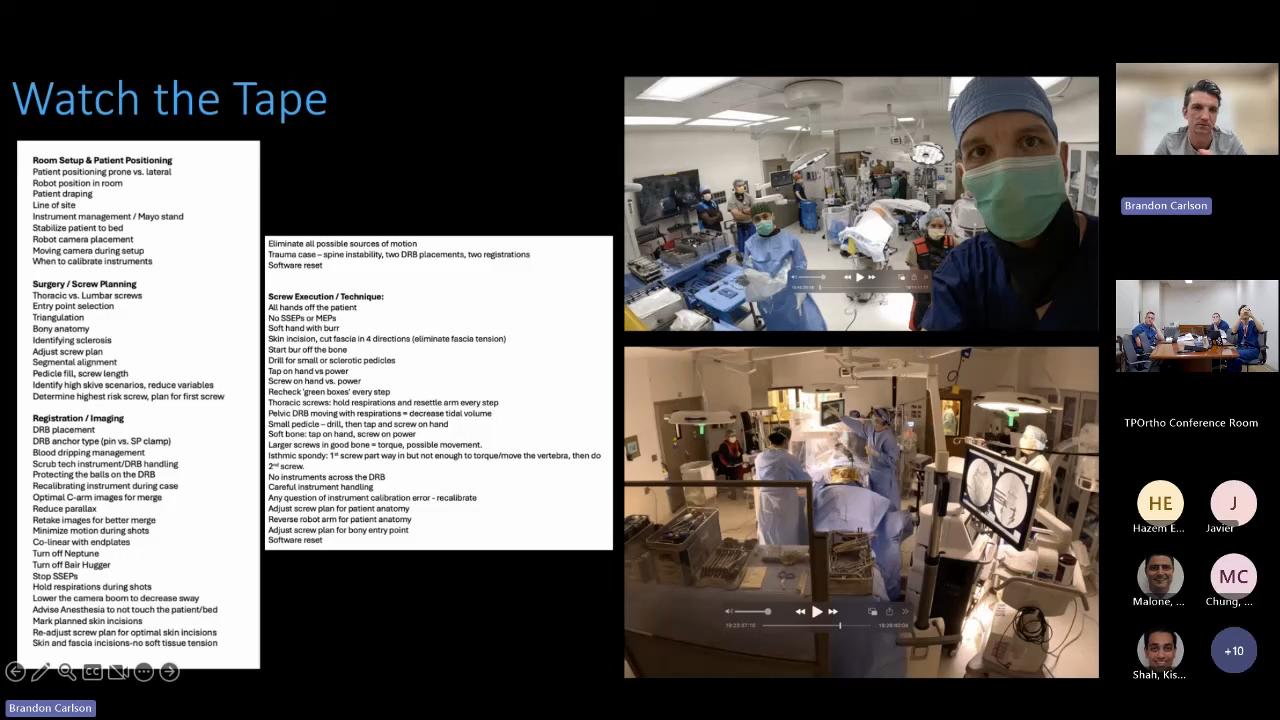 Watch the Tape
Room Setup & Patient Positioning
Patient positioning prone vs. lateral
Robot position in room
Patient draping
Line of site
Instrument management / Mayo stand
Stabilize patient to bed
Robot camera placement
Moving camera during setup
When to calibrate instruments
Surgery / Screw Planning
Thoracic vs. Lumbar screws
Entry point selection
Triangulation
Bony anatomy
Identifying sclerosis
Adjust screw plan
Segmental alignment
Pedicle fill, screw length
Identify high skive scenarios, reduce variables
Determine highest risk screw, plan for first screw
Registration / Imaging
DRB placement
DRB anchor type (pin vs. SP clamp)
Blood dripping management
Scrub tech instrument/DRB handling
Protecting the balls on the DRB
Recalibrating instrument during case
Optimal C-arm images for merge
Reduce parallax
Retake images for better merge
Minimize motion during shots
Co-linear with endplates
Turn off Neptune
Turn off Bair Hugger
Stop SSEPs
Hold respirations during shots
Lower the camera boom to decrease sway
Advise Anesthesia to not touch the patient/bed
Mark planned skin incisions
Re-adjust screw plan for optimal skin incisions
Skin and fascia incisions-no soft tissue tension
Eliminate all possible sources of motion
Trauma case – spine instability, two DRB placements, two registrations
Software reset
Screw Execution / Technique:
All hands off the patient
No SSEPs or MEPs
Soft hand with burr
Skin incision, cut fascia in 4 directions (eliminate fascia tension)
Start bur off the bone
Drill for small or sclerotic pedicles
Tap on hand vs power
Screw on hand vs. power
Recheck 'green boxes' every step
Thoracic screws: hold respirations and resettle arm every step
Pelvic DRB moving with respirations = decrease tidal volume
Small pedicle – drill, then tap and screw on hand
Soft bone: tap on hand, screw on power
Larger screws in good bone = torque, possible movement.
Isthmic spondy: 1st screw part way in but not enough to torque/move the vertebra, then do
2nd screw.
No instruments across the DRB
Careful instrument handling
Any question of instrument calibration error - recalibrate
Adjust screw plan for patient anatomy
Reverse robot arm for patient anatomy
Adjust screw plan for bony entry point
Software reset
CC
Brandon Carlson
Brandon Carlson
TPOrtho Conference Room
HE
J
Hazem E...
Javier
MC
Malone, ...
Chung, ...
+10
Shah, Kis...